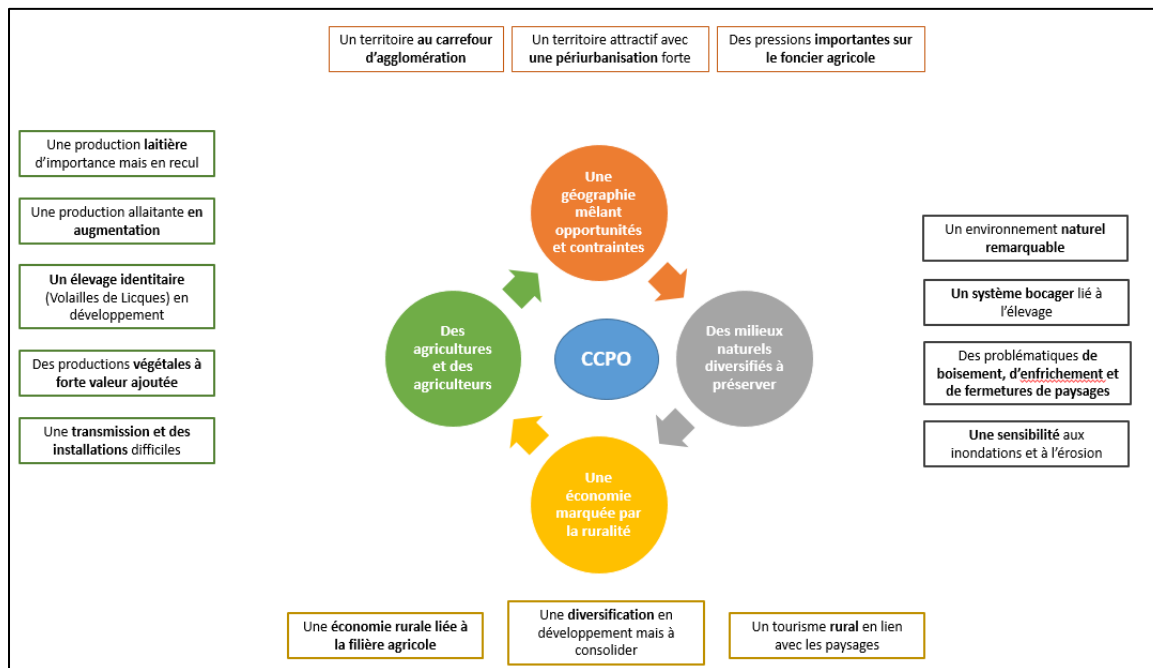 Un territoire au carrefour
d'agglomération
Un territoire attractif avec
une périurbanisation forte
Des pressions importantes sur
le foncier agricole
Une production laitière
d'importance mais en recul
Une production allaitante en
augmentation
Un élevage identitaire
(Volailles de Licques) en
développement
Des productions végétales à
forte valeur ajoutée
Une transmission et des
installations difficiles
Une
géographie
mêlant
opportunités
et contraintes
Des
agricultures
et des
agriculteurs
CCPO
Des milieux
naturels
diversifiés à
préserver
Une
économie
marquée par
la ruralité
Un environnement naturel
remarquable
Un système bocager lié à
l'élevage
Des problématiques de
boisement, d'enfrichement et
de fermetures de paysages
Une sensibilité aux
inondations et à l'érosion
Une économie rurale liée à
la filière agricole
Une diversification en
développement mais à
consolider
Un tourisme rural en lien
avec les paysages